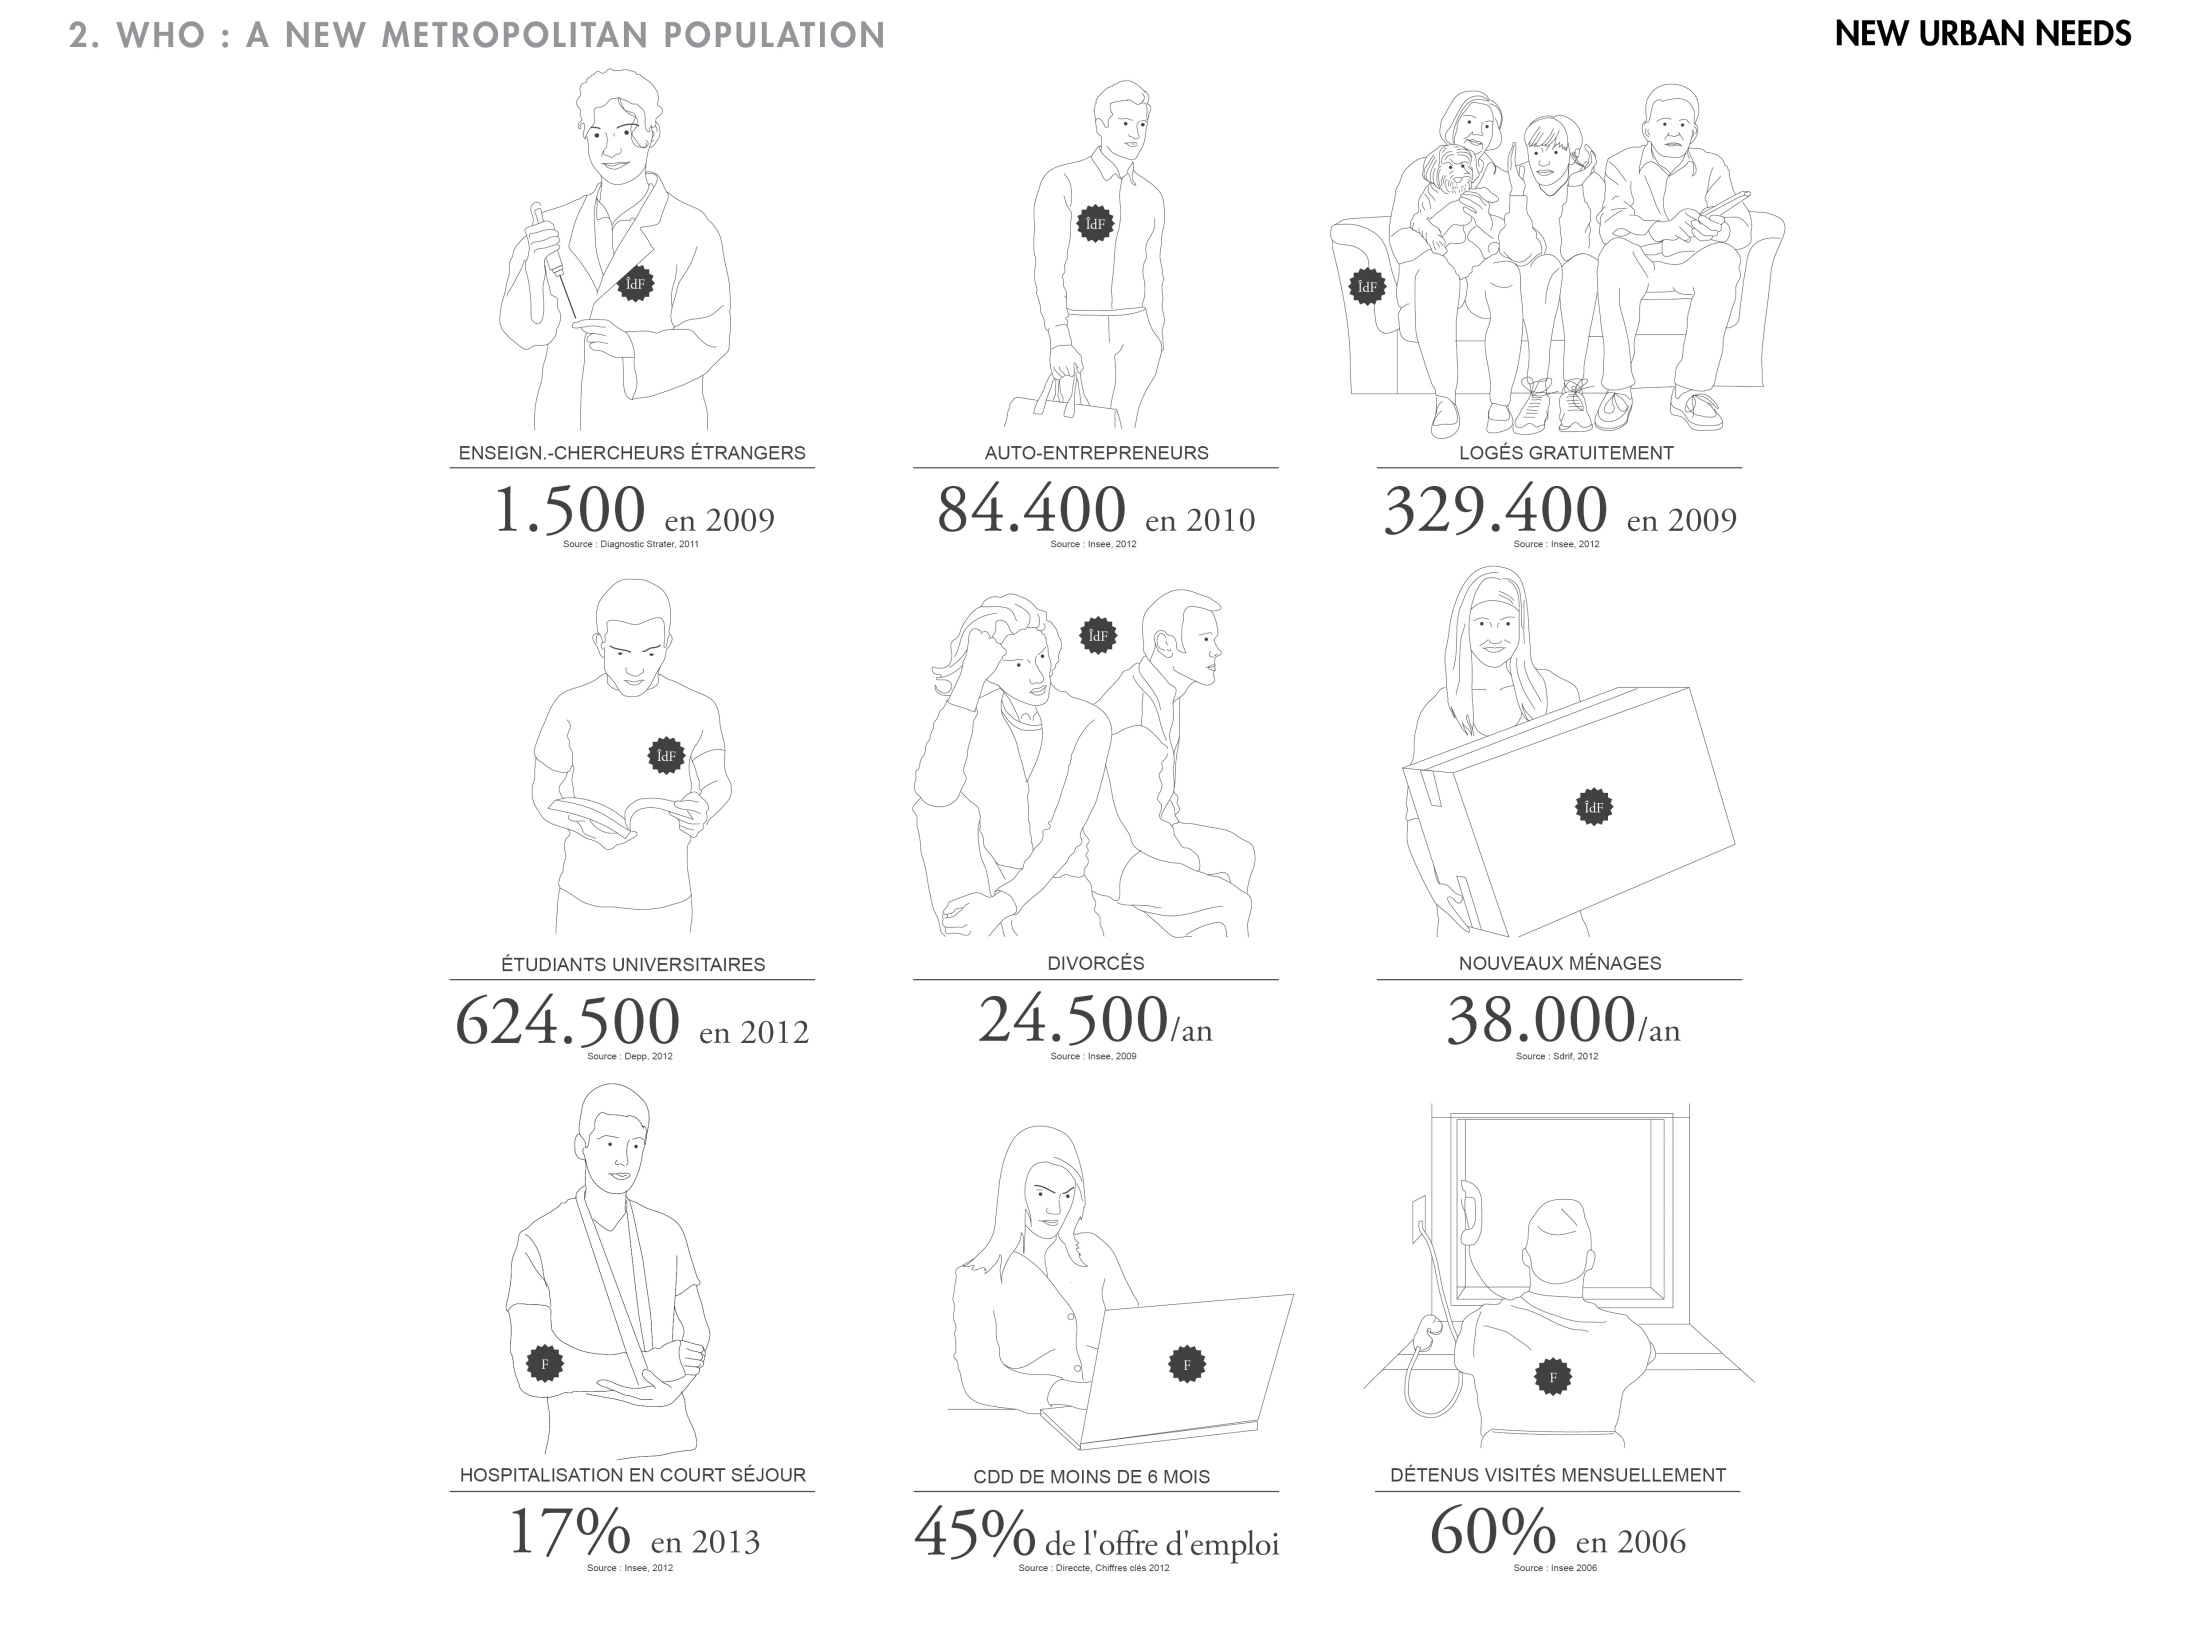 2. WHO : A NEW METROPOLITAN POPULATION
NEW URBAN NEEDS
ÎdF
ÎdF
ÎdF
ENSEIGN.-CHERCHEURS ÉTRANGERS
1.500 en 2009
Source : Diagnostic Strater, 2011
AUTO-ENTREPRENEURS
84.400 en 2010
Source : Insee, 2012
LOGÉS GRATUITEMENT
329.400 en 2009
Source : Insee, 2012
ÎdF
ÎdF
ÎdF
ÉTUDIANTS UNIVERSITAIRES
624.500 en 2012
Source : Depp, 2012
DIVORCÉS
24.500/an
Source : Insee, 2009
NOUVEAUX MÉNAGES
38.000/an
Source : Sdrif, 2012
F
F
F
HOSPITALISATION EN COURT SÉJOUR
17% en 2013
Source : Insee, 2012
CDD DE MOINS DE 6 MOIS
45% de l'offre d'emploi
Source : Direccte, Chiffres clés 2012
DÉTENUS VISITÉS MENSUELLEMENT
60% en 2006
Source : Insee 2006